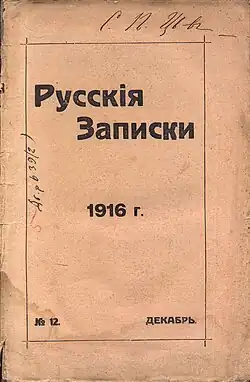 С. П.
Русскія
Записки
1916 г.
№ 12.
ДЕКАБРЬ.